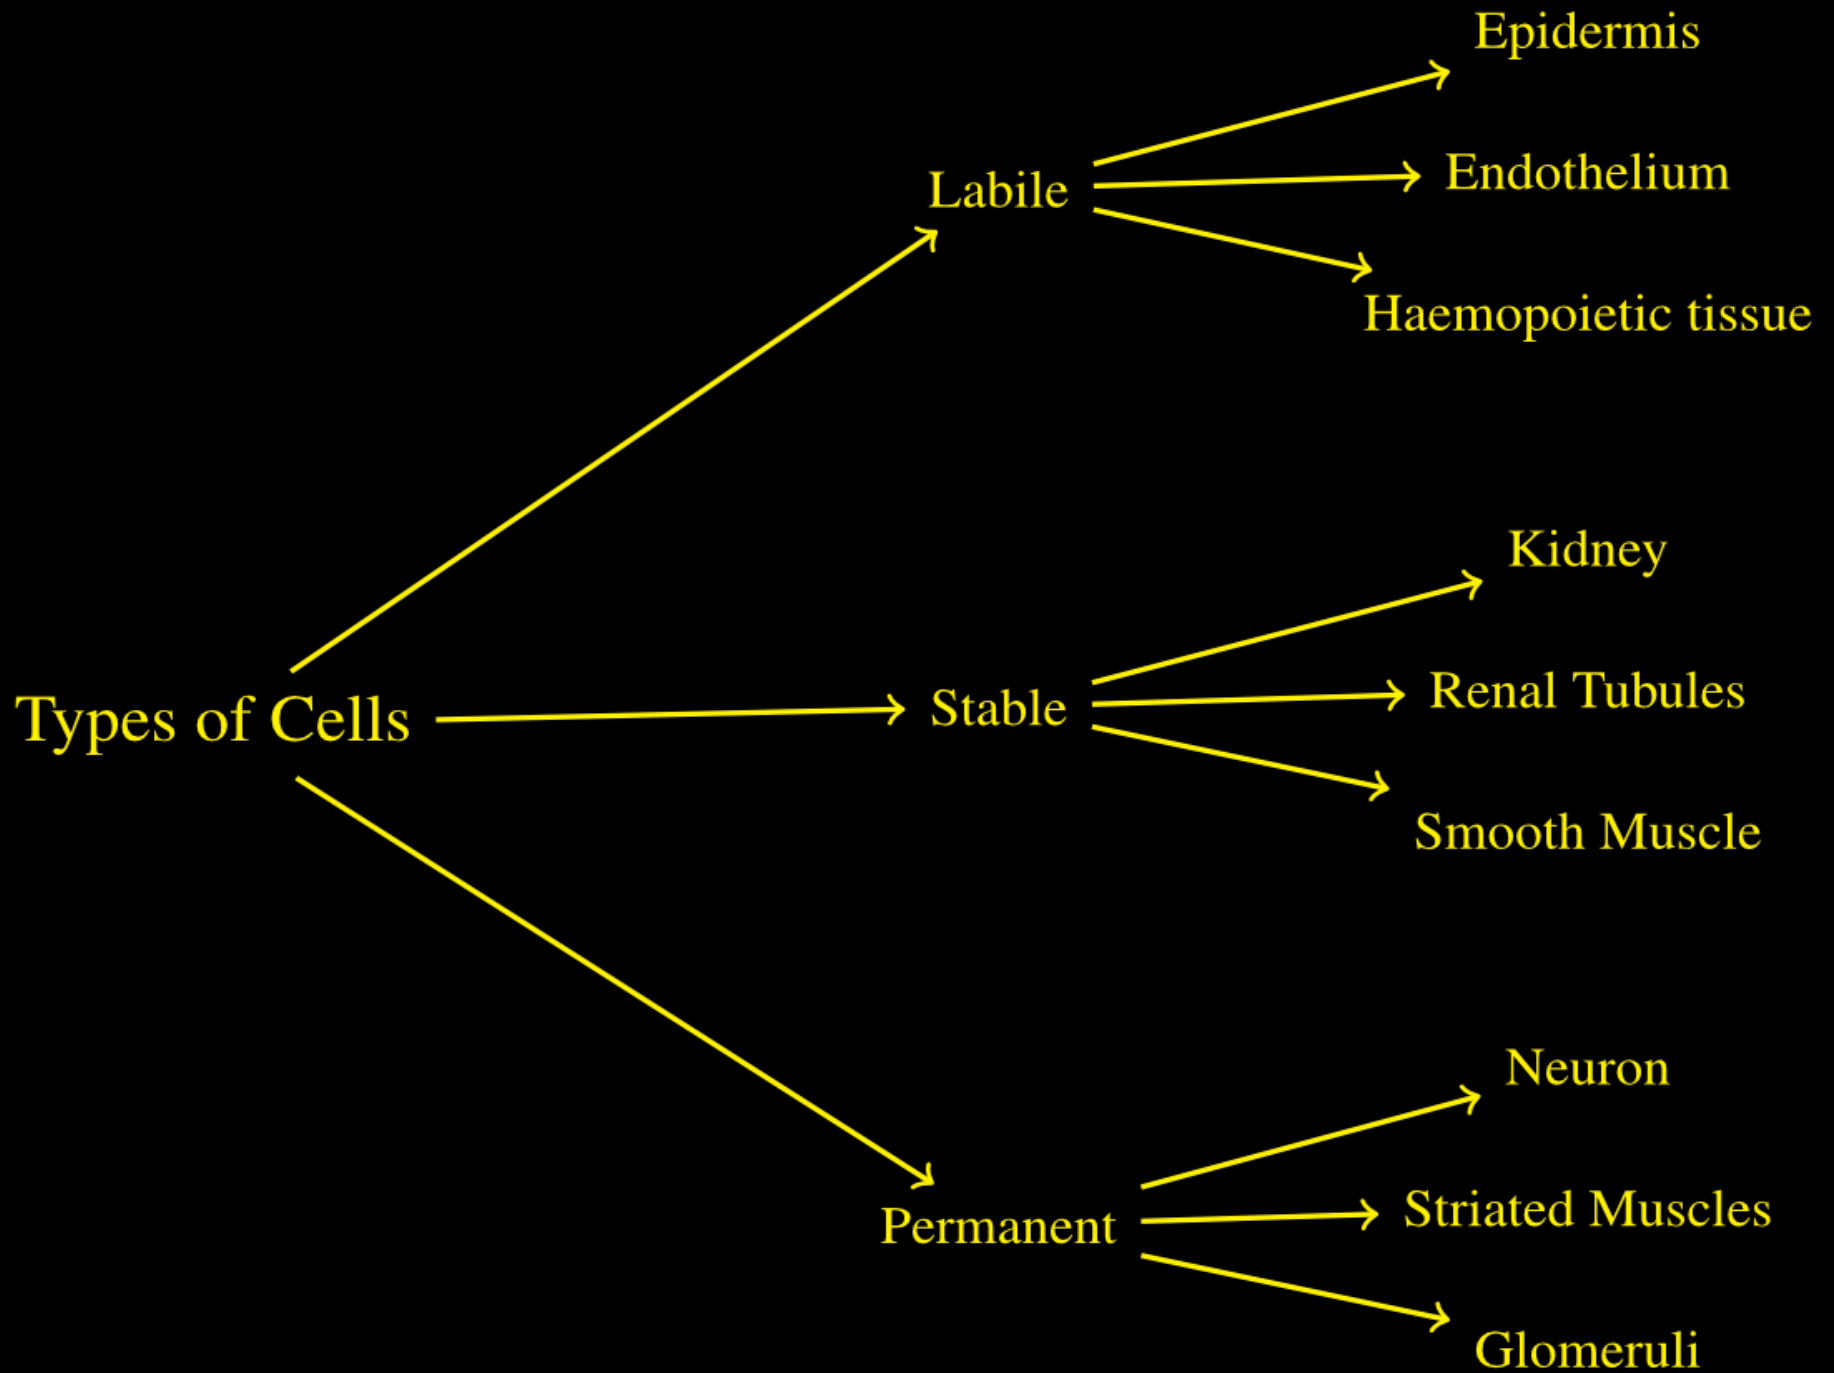 Types of Cells
Labile
Epidermis
Endothelium
Haemopoietic tissue
Stable
Kidney
Renal Tubules
Smooth Muscle
Permanent
Neuron
Striated Muscles
Glomeruli